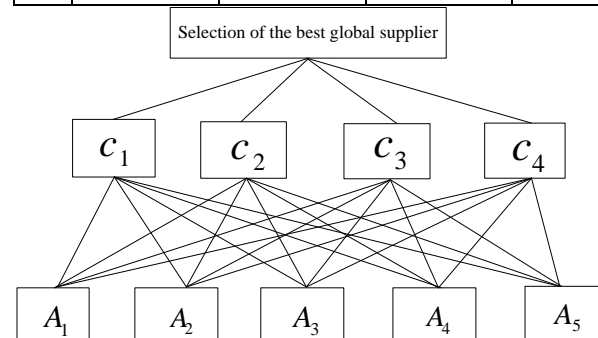 Selection of the best global supplier
c₁ c₂ c₃ c₄
A₁ A₂ A₃ A₄ A₅